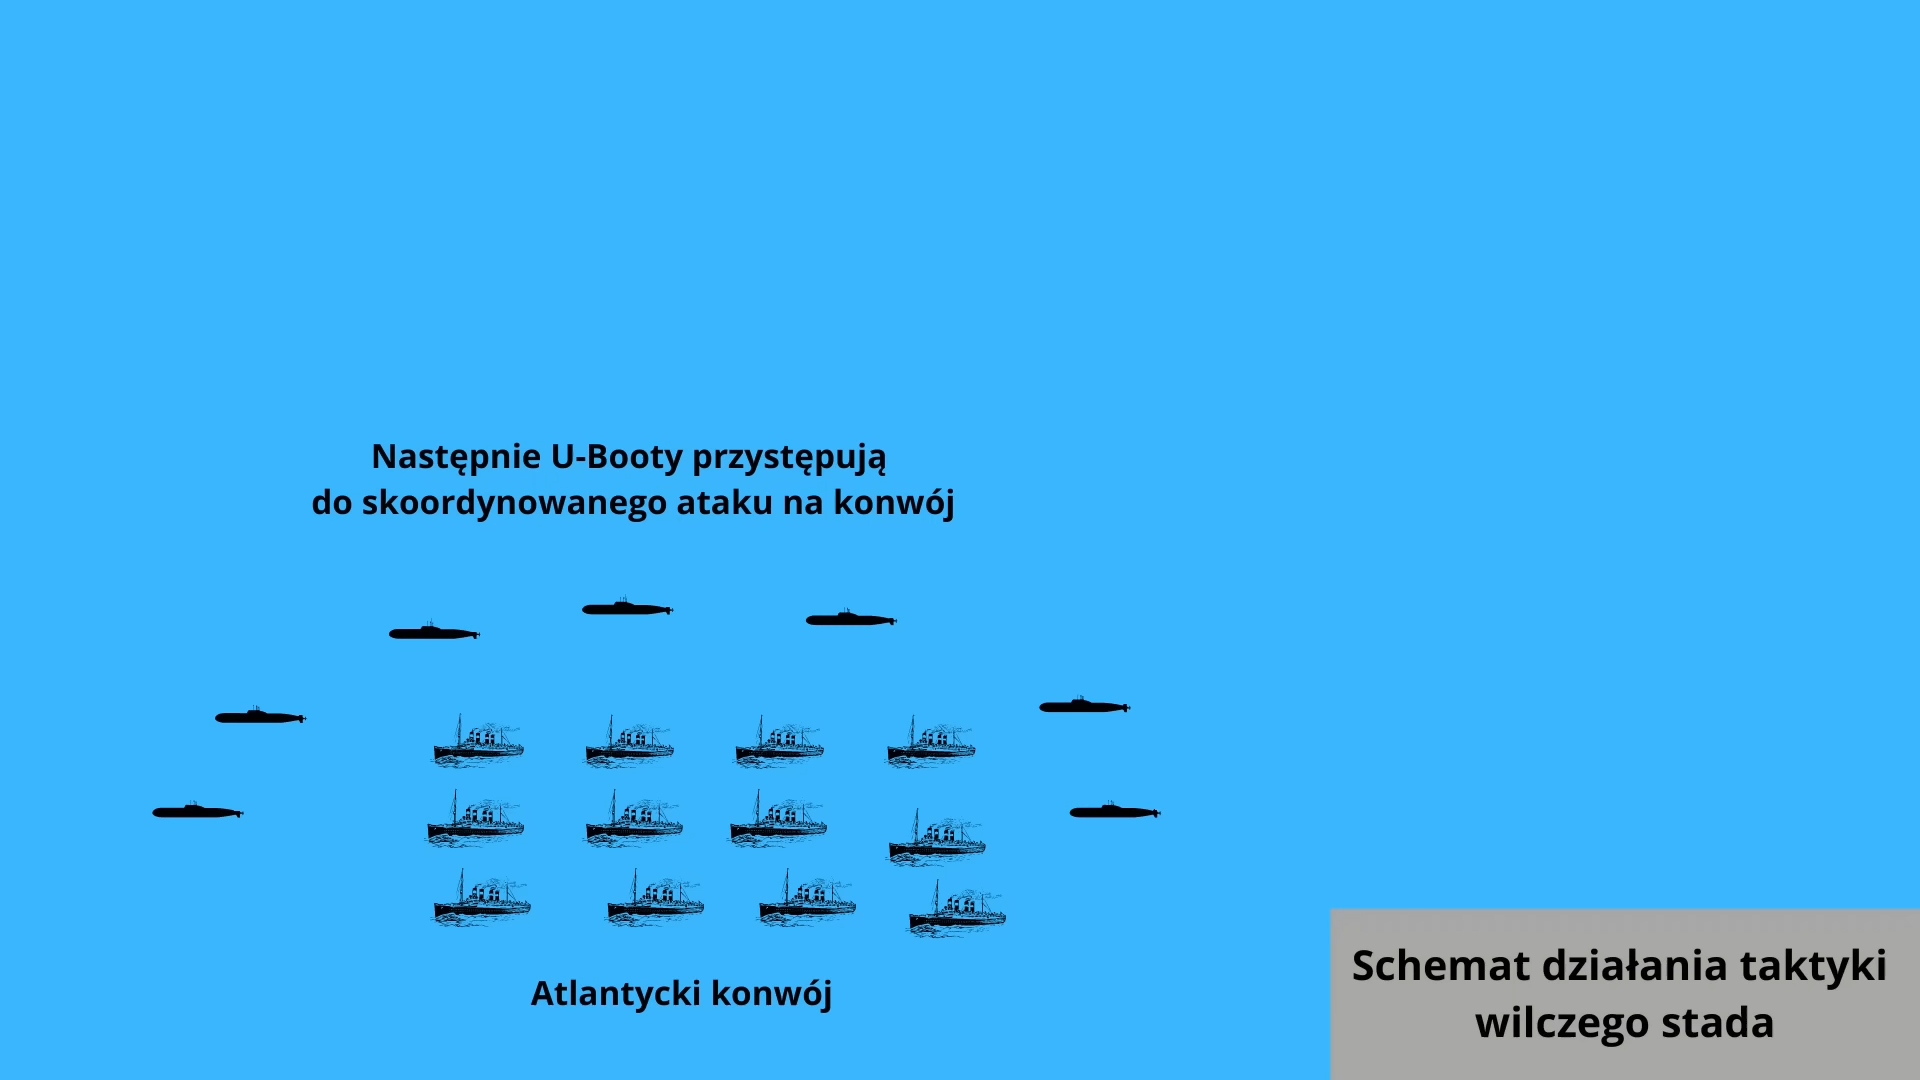 Następnie U-Booty przystępują
do skoordynowanego ataku na konwój
Atlantycki konwój
Schemat działania taktyki
wilczego stada